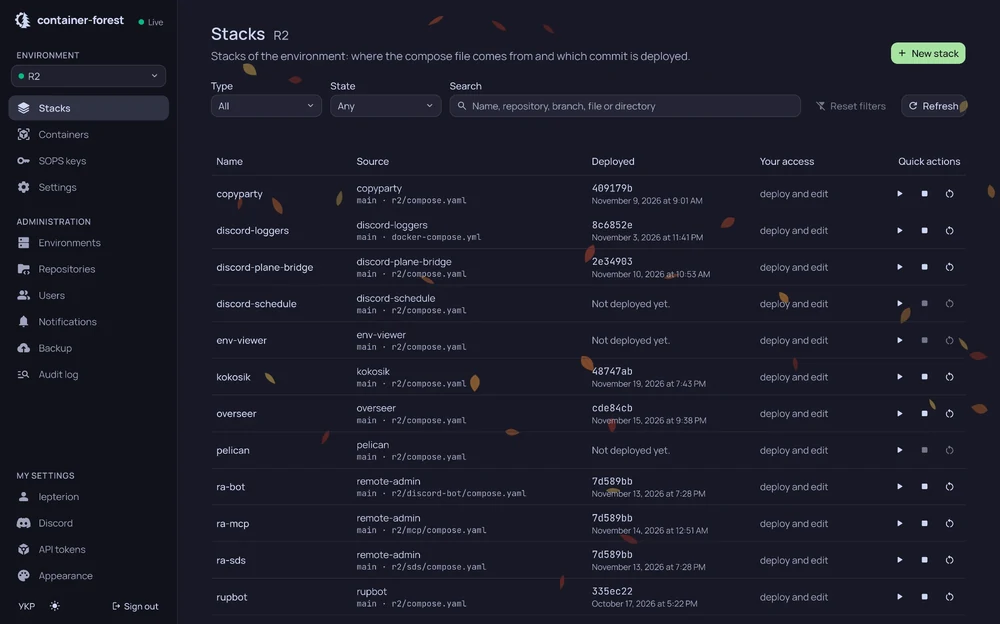 container-forest
Live
ENVIRONMENT
R2
Stacks
Containers
SOPS keys
Settings
ADMINISTRATION
Environments
Repositories
Users
Notifications
Backup
Audit log
MY SETTINGS
lepterion
Discord
API tokens
Appearance
УКР
Sign out
Stacks R2
Stacks of the environment: where the compose file comes from and which commit is deployed.
+ New stack
Type
State
Search
All
Any
Name, repository, branch, file or directory
Reset filters
Refresh
Name Source Deployed Your access Quick actions
copyparty copyparty 409179b deploy and edit
main · r2/compose.yaml November 9, 2026 at 9:01 AM
discord-loggers discord-loggers 8c6852e deploy and edit
main · docker-compose.yml November 3, 2026 at 11:41 PM
discord-plane-bridge discord-plane-bridge 2e34903 deploy and edit
main · r2/compose.yaml November 10, 2026 at 10:53 AM
discord-schedule discord-schedule Not deployed yet. deploy and edit
main · r2/compose.yaml
env-viewer env-viewer Not deployed yet. deploy and edit
main · r2/compose.yaml
kokosik kokosik 48747ab deploy and edit
main · r2/compose.yaml November 19, 2026 at 7:43 PM
overseer overseer cde84cb deploy and edit
main · r2/compose.yaml November 15, 2026 at 9:38 PM
pelican pelican Not deployed yet. deploy and edit
main · r2/compose.yaml
ra-bot remote-admin 7d589bb deploy and edit
main · r2/discord-bot/compose.yaml November 13, 2026 at 7:28 PM
ra-mcp remote-admin 7d589bb deploy and edit
main · r2/mcp/compose.yaml November 14, 2026 at 12:51 AM
ra-sds remote-admin 7d589bb deploy and edit
main · r2/sds/compose.yaml November 13, 2026 at 7:28 PM
rupbot rupbot 335ec22 deploy and edit
main · r2/compose.yaml October 17, 2026 at 5:22 PM